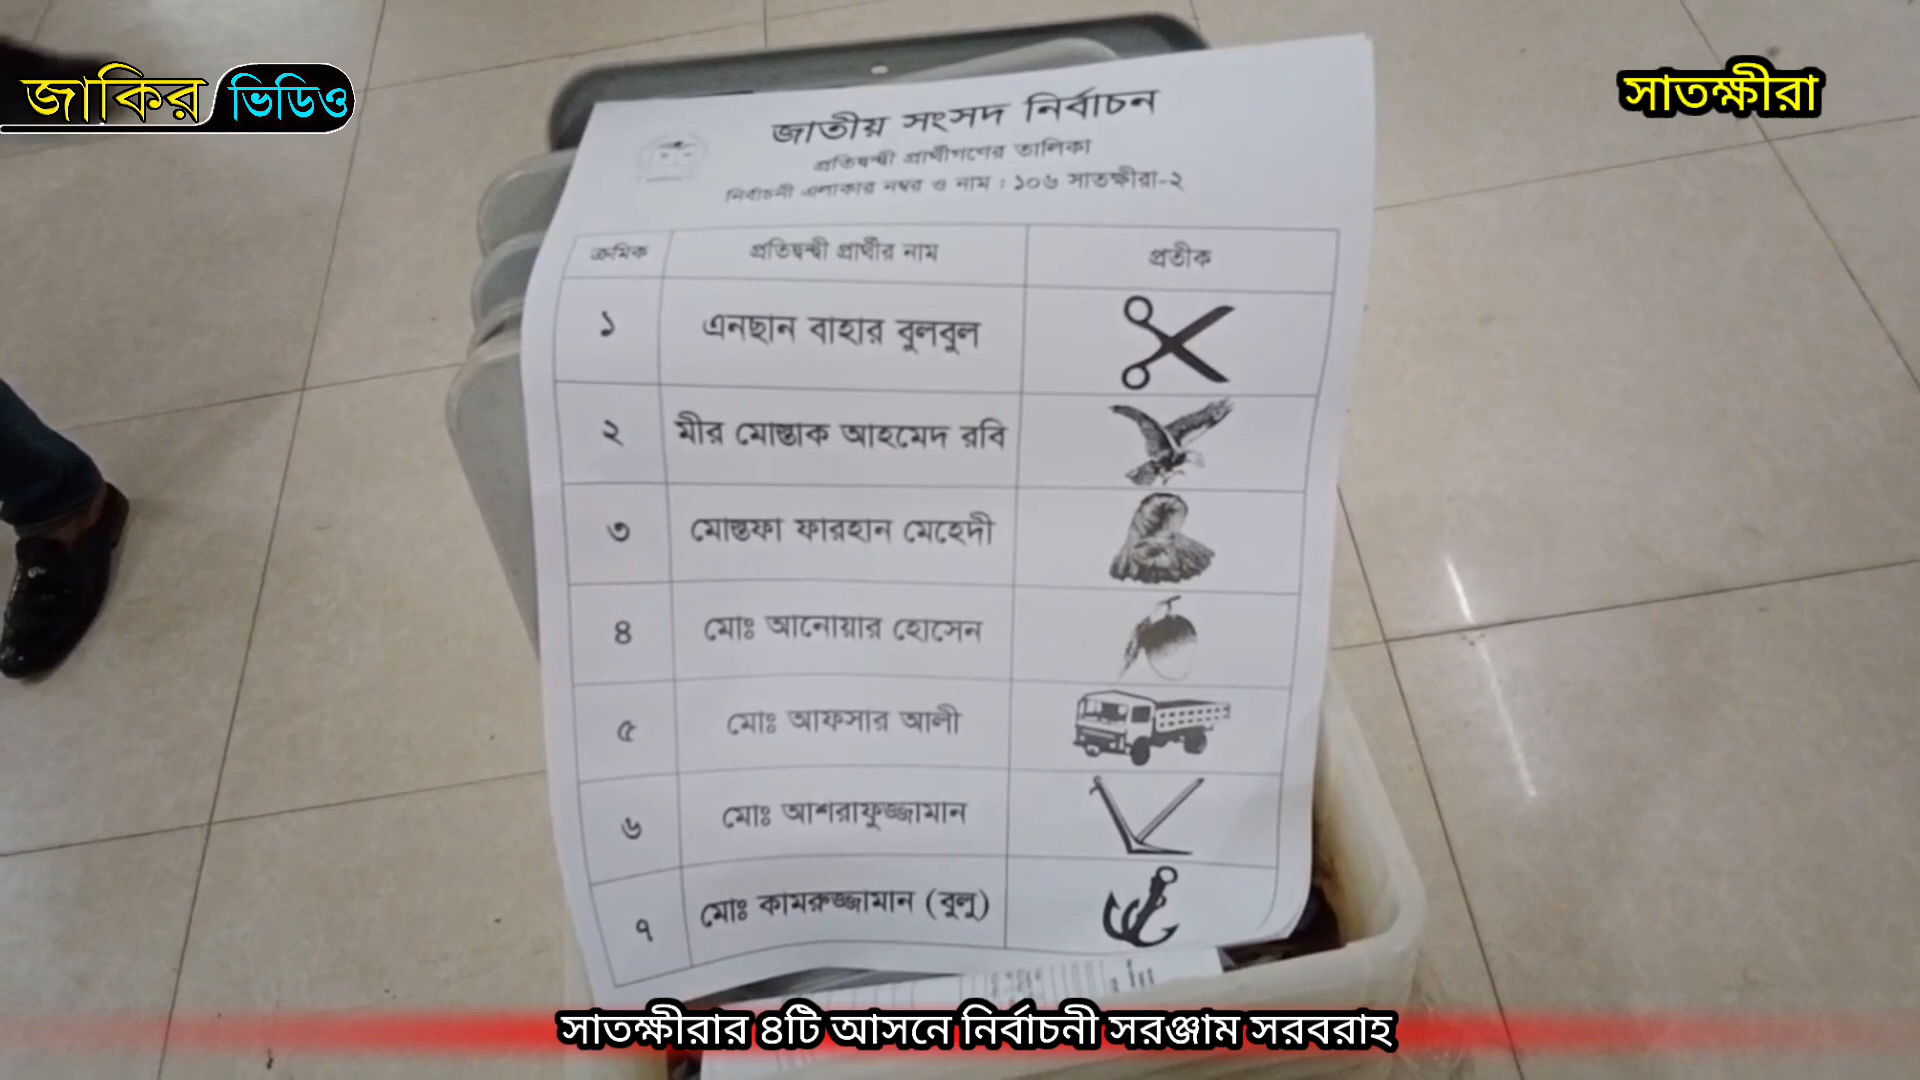 জাকির ভিডিও
সাতক্ষীরা
জাতীয় সংসদ নির্বাচন
প্রতিদ্বন্দ্বী প্রার্থীগণের তালিকা
নির্বাচনী এলাকার নম্বর ও নাম : ১০৬ সাতক্ষীরা-২
ক্রমিক প্রতিদ্বন্দ্বী প্রার্থীর নাম প্রতীক
১ এনছান বাহার বুলবুল
২ মীর মোস্তাক আহমেদ রবি
৩ মোস্তফা ফারহান মেহেদী
৪ মোঃ আনোয়ার হোসেন
৫ মোঃ আফসার আলী
৬ মোঃ আশরাফুজ্জামান
৭ মোঃ কামরুজ্জামান (বুলু)
সাতক্ষীরার ৪টি আসনে নির্বাচনী সরঞ্জাম সরবরাহ